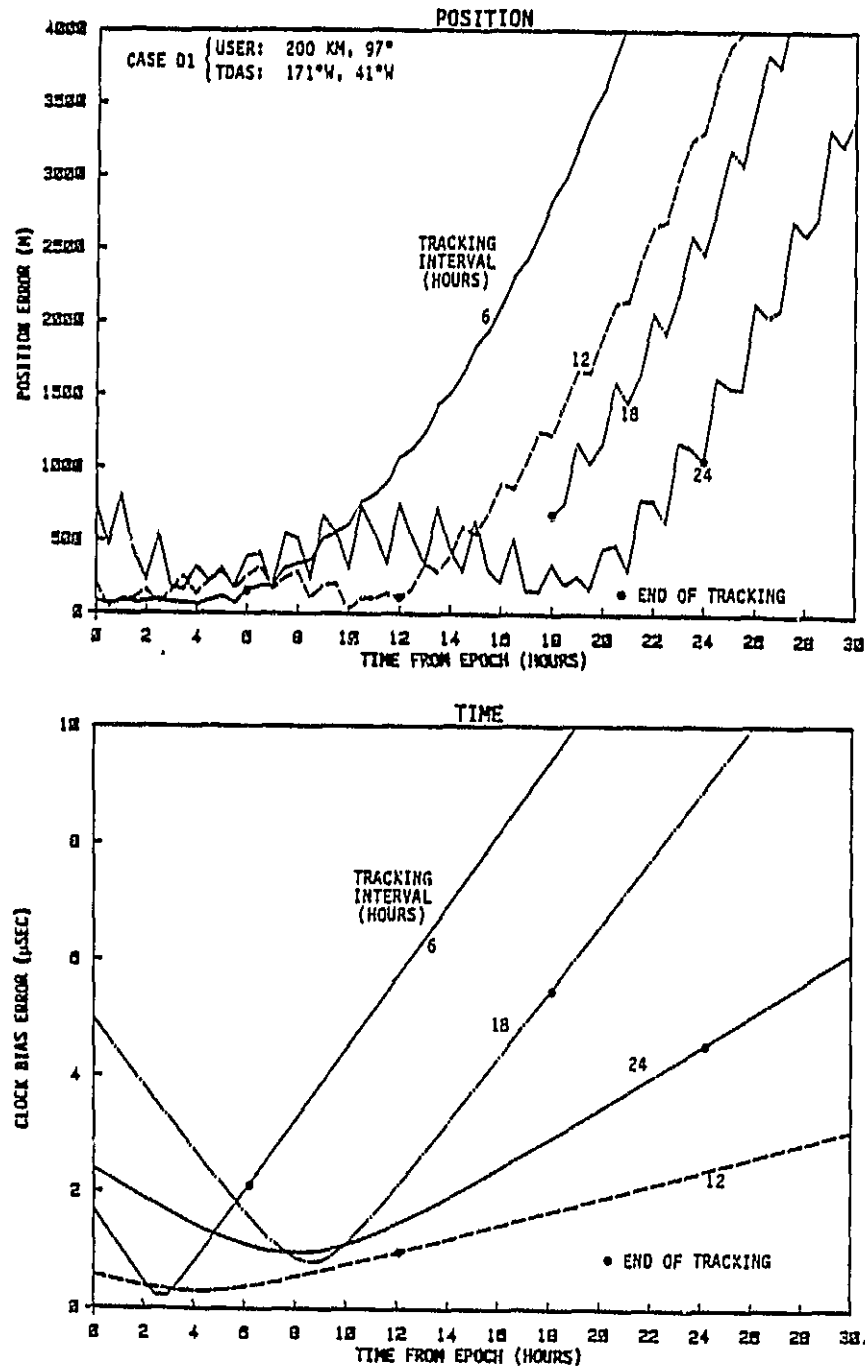 POSITION
CASE D1 { USER: 200 KM, 97°
TDAS: 171°W, 41°W
4000
3500
3000
2500
2000
1500
1000
500
0
POSITION ERROR (M)
TRACKING
INTERVAL
(HOURS)
6
12
18
24
END OF TRACKING
0 2 4 6 8 10 12 14 16 18 20 22 24 26 28 30
TIME FROM EPOCH (HOURS)
TIME
10
8
6
4
2
0
CLOCK BIAS ERROR (µSEC)
TRACKING
INTERVAL
(HOURS)
6
18
24
12
END OF TRACKING
0 2 4 6 8 10 12 14 16 18 20 22 24 26 28 30.
TIME FROM EPOCH (HOURS)